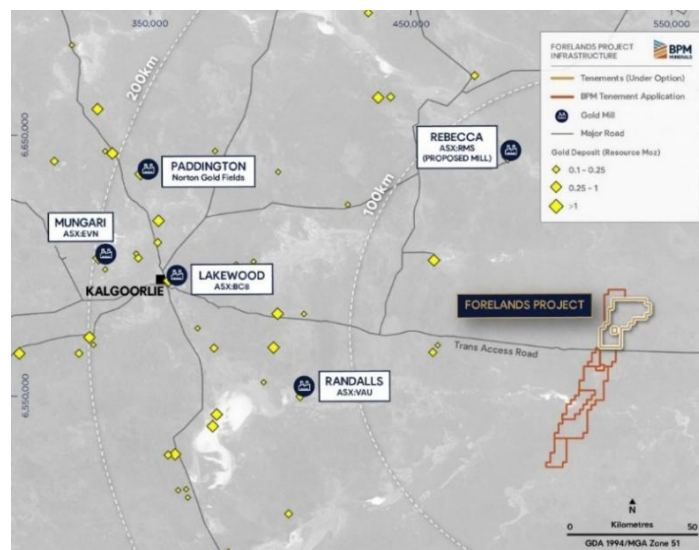 350,000
450,000
550,000
6,650,000
6,550,000
200km
100km
PADDINGTON
Norton Gold Fields
REBECCA
ASX:RMS
(PROPOSED MILL)
MUNGARI
ASX:EVN
LAKEWOOD
ASX:BC8
KALGOORLIE
FORELANDS PROJECT
Trans Access Road
RANDALLS
ASX:VAU
FORELANDS PROJECT
INFRASTRUCTURE
BPM
MINERALS
Tenements (Under Option)
BPM Tenement Application
Gold Mill
Major Road
Gold Deposit (Resource Moz)
0.1 - 0.25
0.25 - 1
>1
N
0 Kilometres 50
GDA 1994/MGA Zone 51